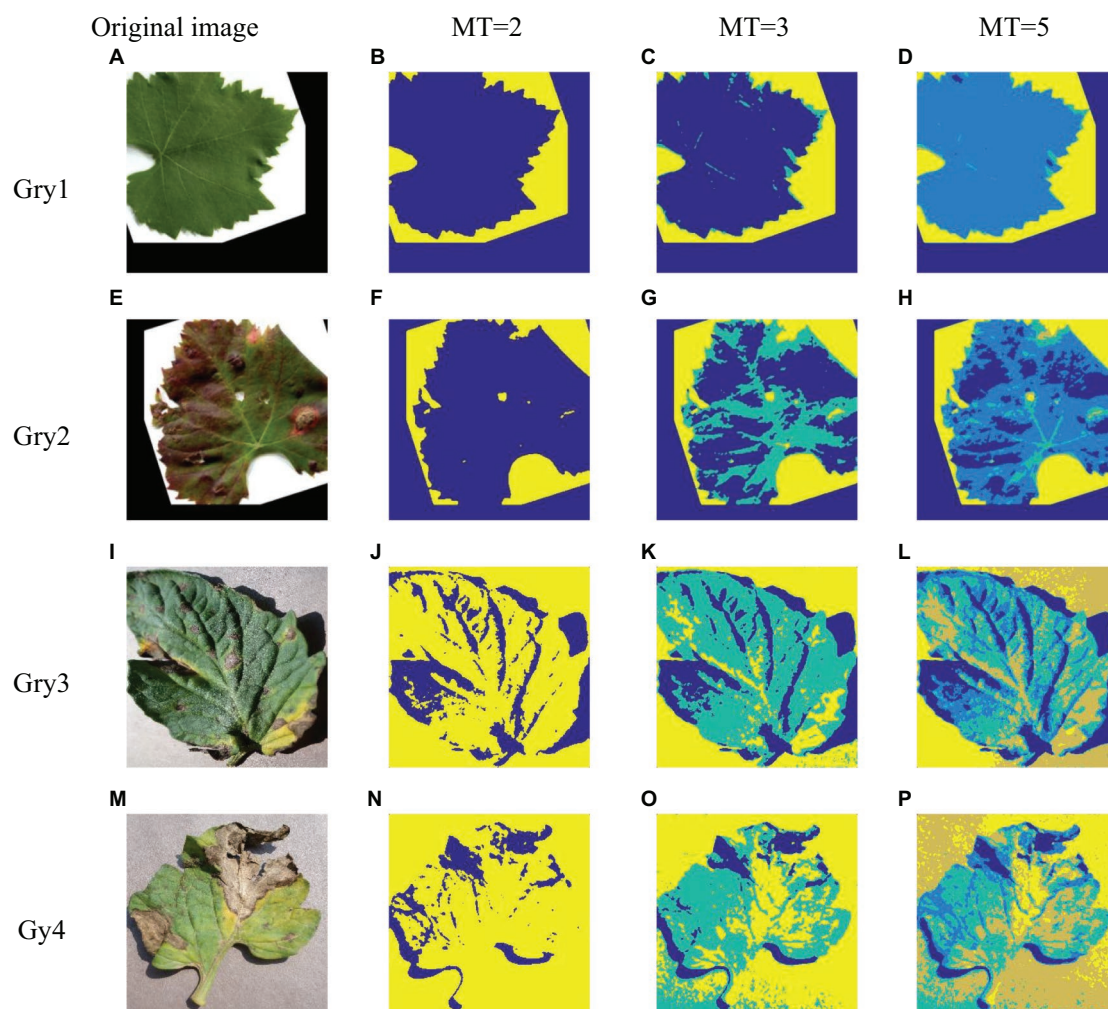 Original image MT=2 MT=3 MT=5
A B C D
Gry1
E F G H
Gry2
I J K L
Gry3
M N O P
Gy4